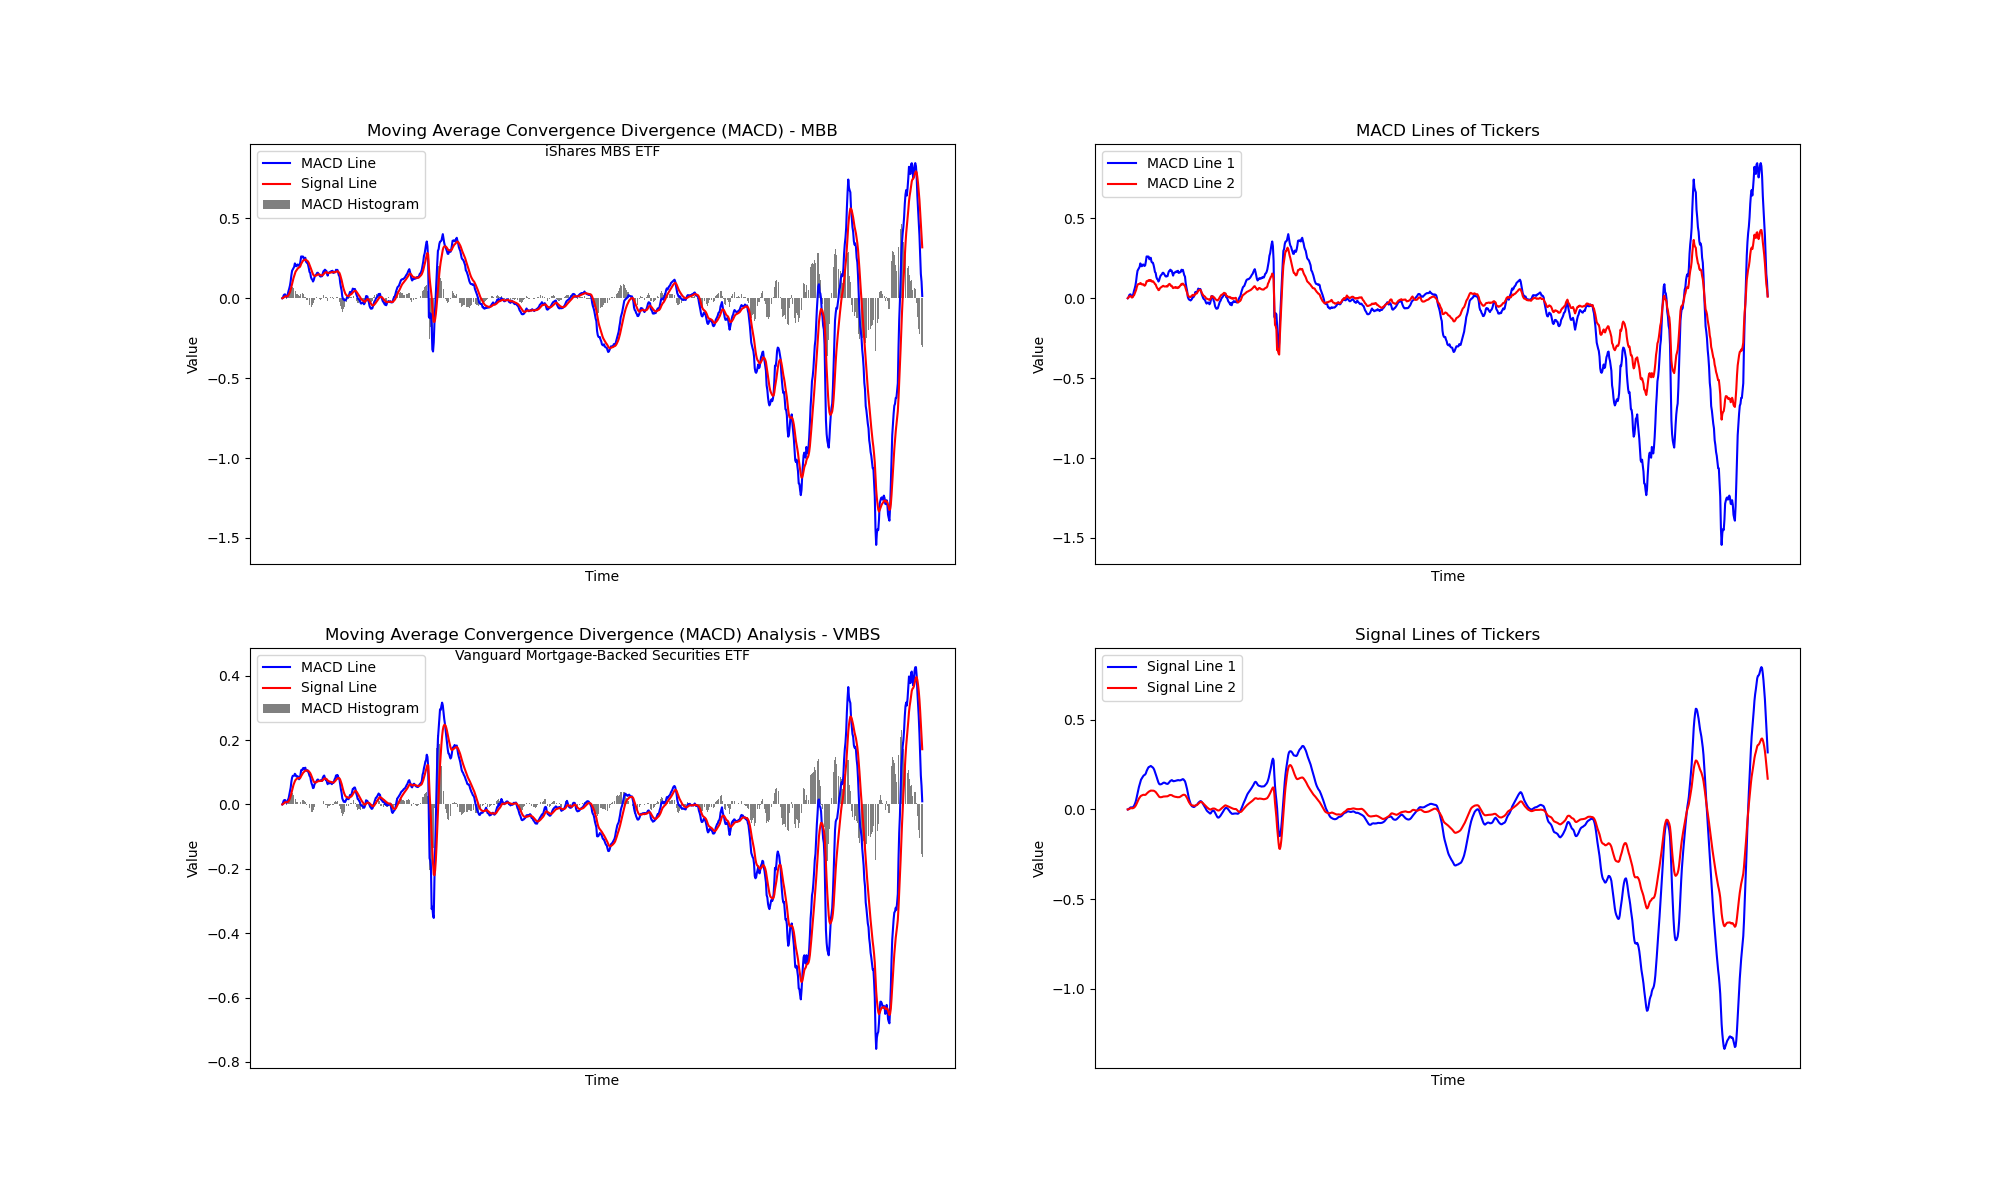 Moving Average Convergence Divergence (MACD) - MBB
iShares MBS ETF
MACD Line
Signal Line
MACD Histogram
0.5
0.0
−0.5
−1.0
−1.5
Value
Time
MACD Lines of Tickers
MACD Line 1
MACD Line 2
0.5
0.0
−0.5
−1.0
−1.5
Value
Time
Moving Average Convergence Divergence (MACD) Analysis - VMBS
Vanguard Mortgage-Backed Securities ETF
MACD Line
Signal Line
MACD Histogram
0.4
0.2
0.0
−0.2
−0.4
−0.6
−0.8
Value
Time
Signal Lines of Tickers
Signal Line 1
Signal Line 2
0.5
0.0
−0.5
−1.0
Value
Time